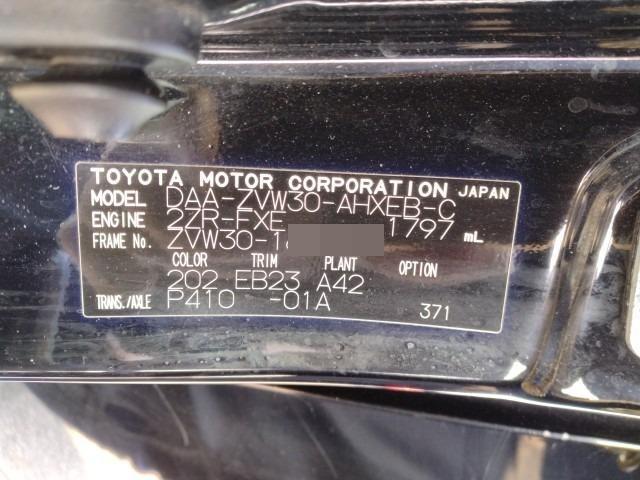 TOYOTA MOTOR CORPORATION JAPAN
MODEL DAA-ZVW30-AHXEB-C
ENGINE 2ZR-FXE 1797 mL
FRAME No. ZVW30-1
COLOR TRIM PLANT OPTION
202 EB23 A42
TRANS./AXLE P410 -01A 371